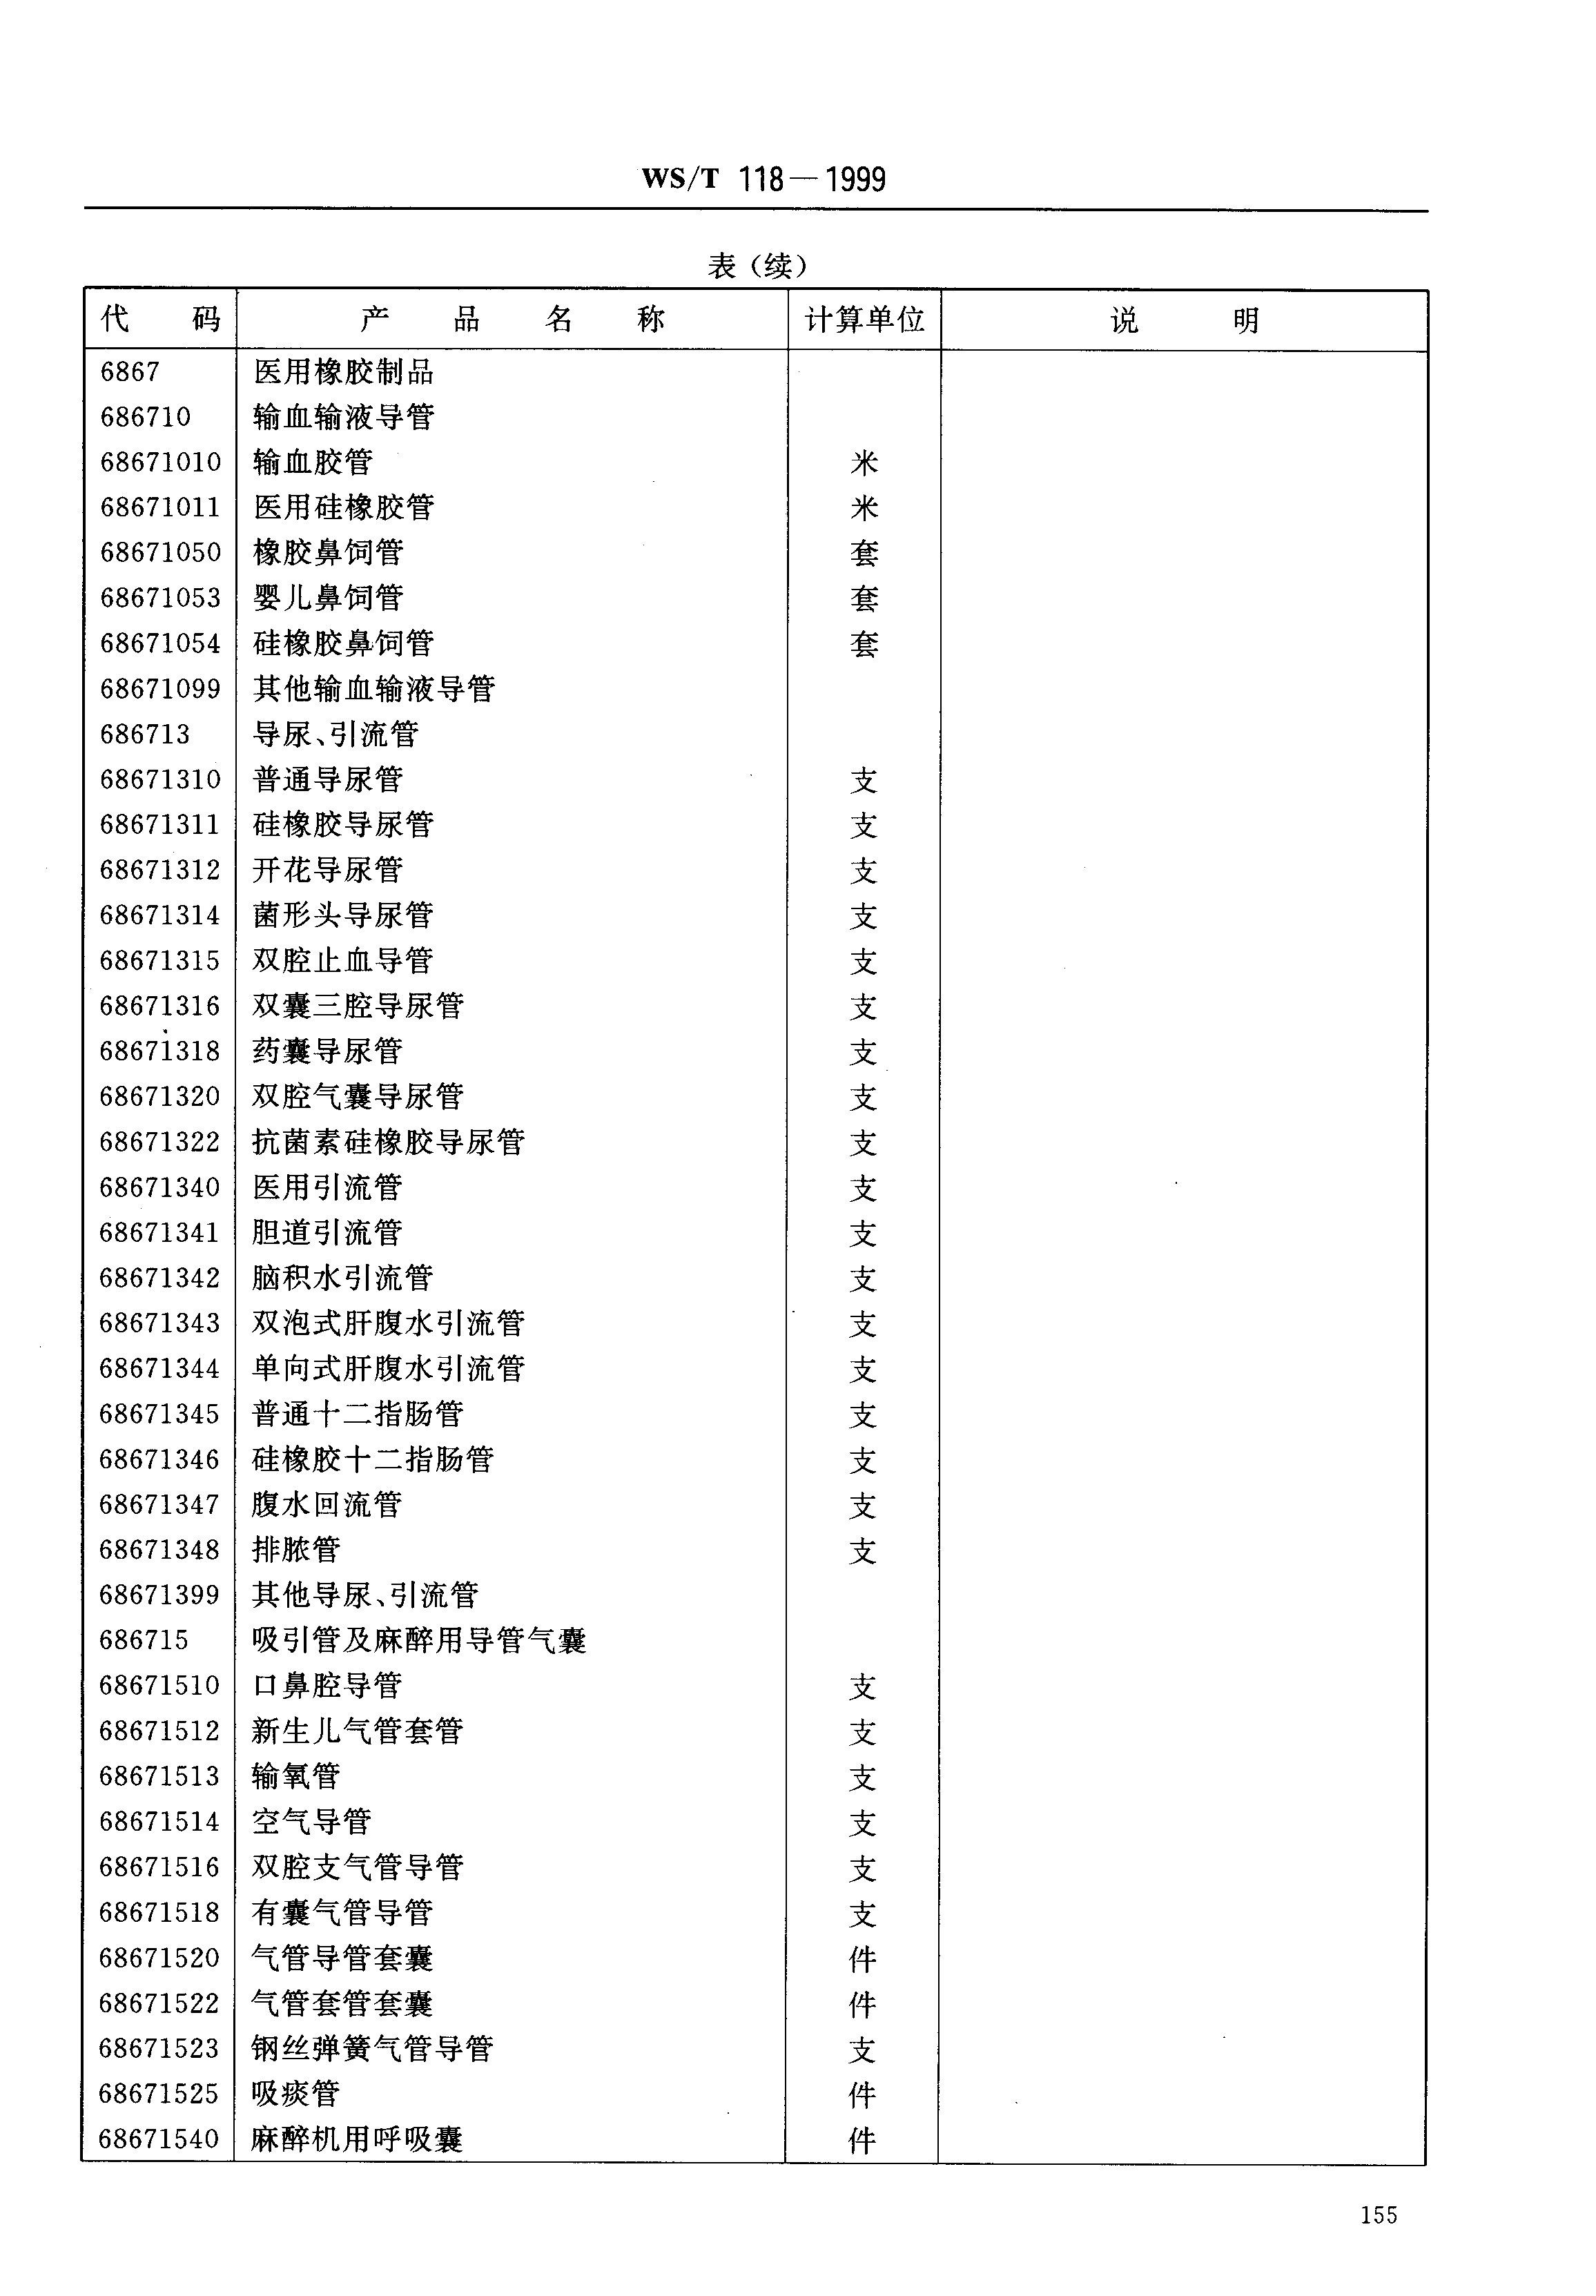 WS/T 118—1999
表（续）
代 码 产 品 名 称 计算单位 说 明
6867 医用橡胶制品
686710 输血输液导管
68671010 输血胶管 米
68671011 医用硅橡胶管 米
68671050 橡胶鼻饲管 套
68671053 婴儿鼻饲管 套
68671054 硅橡胶鼻饲管 套
68671099 其他输血输液导管
686713 导尿、引流管
68671310 普通导尿管 支
68671311 硅橡胶导尿管 支
68671312 开花导尿管 支
68671314 菌形头导尿管 支
68671315 双腔止血导管 支
68671316 双囊三腔导尿管 支
68671318 药囊导尿管 支
68671320 双腔气囊导尿管 支
68671322 抗菌素硅橡胶导尿管 支
68671340 医用引流管 支
68671341 胆道引流管 支
68671342 脑积水引流管 支
68671343 双泡式肝腹水引流管 支
68671344 单向式肝腹水引流管 支
68671345 普通十二指肠管 支
68671346 硅橡胶十二指肠管 支
68671347 腹水回流管 支
68671348 排脓管 支
68671399 其他导尿、引流管
686715 吸引管及麻醉用导管气囊
68671510 口鼻腔导管 支
68671512 新生儿气管套管 支
68671513 输氧管 支
68671514 空气导管 支
68671516 双腔支气管导管 支
68671518 有囊气管导管 支
68671520 气管导管套囊 件
68671522 气管套管套囊 件
68671523 钢丝弹簧气管导管 支
68671525 吸痰管 件
68671540 麻醉机用呼吸囊 件
155